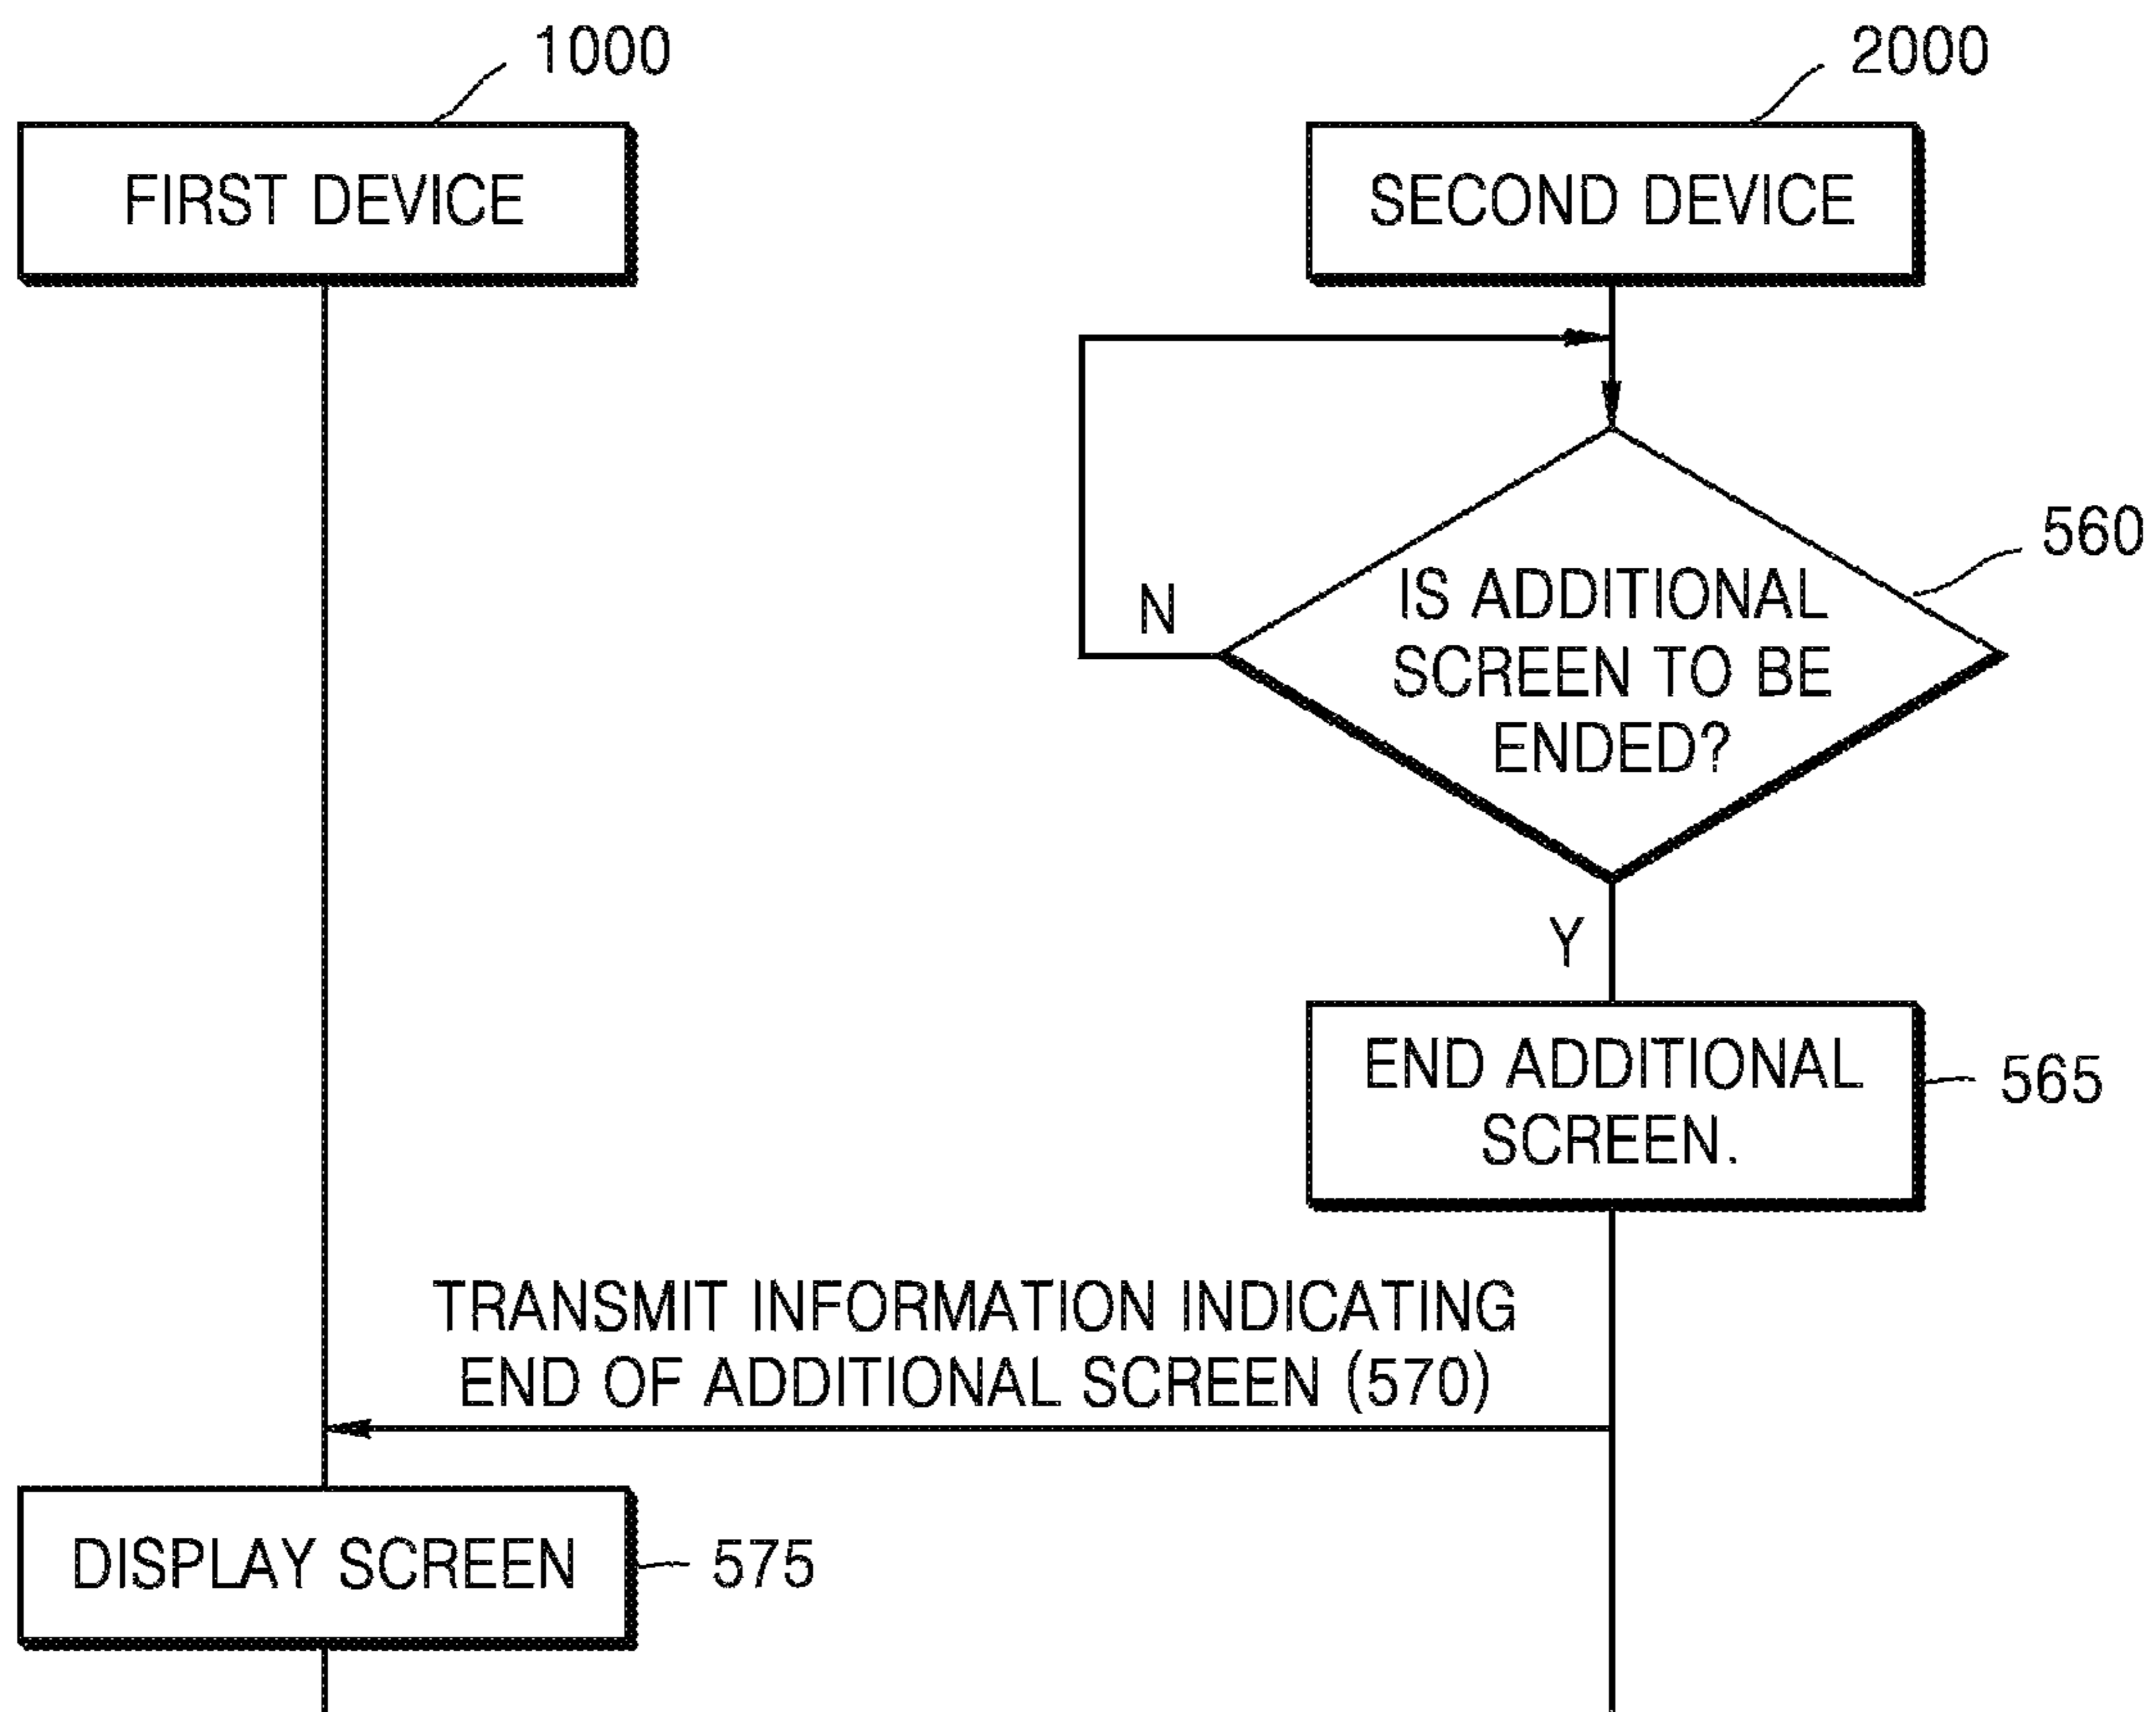 1000
2000
FIRST DEVICE
SECOND DEVICE
560
N
IS ADDITIONAL
SCREEN TO BE
ENDED?
Y
END ADDITIONAL
SCREEN.
565
TRANSMIT INFORMATION INDICATING
END OF ADDITIONAL SCREEN (570)
DISPLAY SCREEN
575